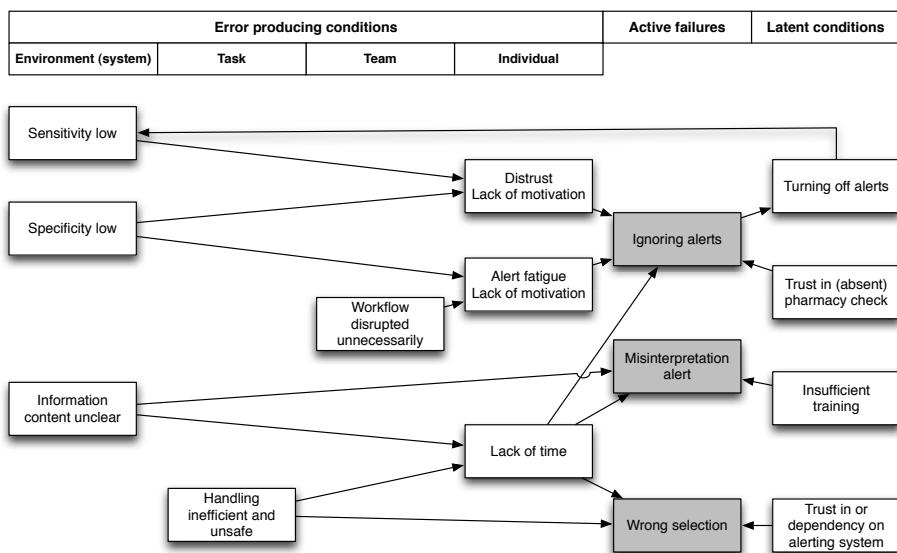 Error producing conditions
Active failures
Latent conditions
Environment (system)
Task
Team
Individual
Sensitivity low
Distrust
Lack of motivation
Turning off alerts
Specificity low
Ignoring alerts
Alert fatigue
Lack of motivation
Trust in (absent)
pharmacy check
Workflow
disrupted
unnecessarily
Misinterpretation
alert
Information
content unclear
Insufficient
training
Lack of time
Handling
inefficient and
unsafe
Wrong selection
Trust in or
dependency on
alerting system